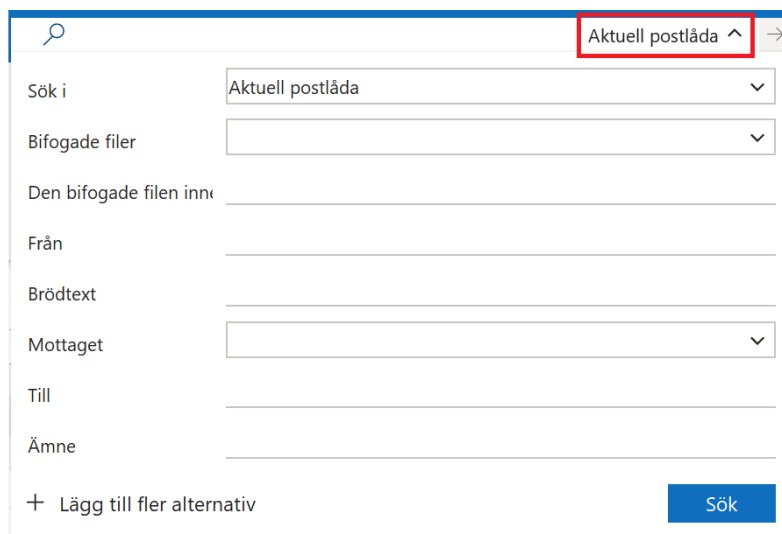 Aktuell postlåda
Sök i Aktuell postlåda
Bifogade filer
Den bifogade filen inne
Från
Brödtext
Mottaget
Till
Ämne
+ Lägg till fler alternativ Sök